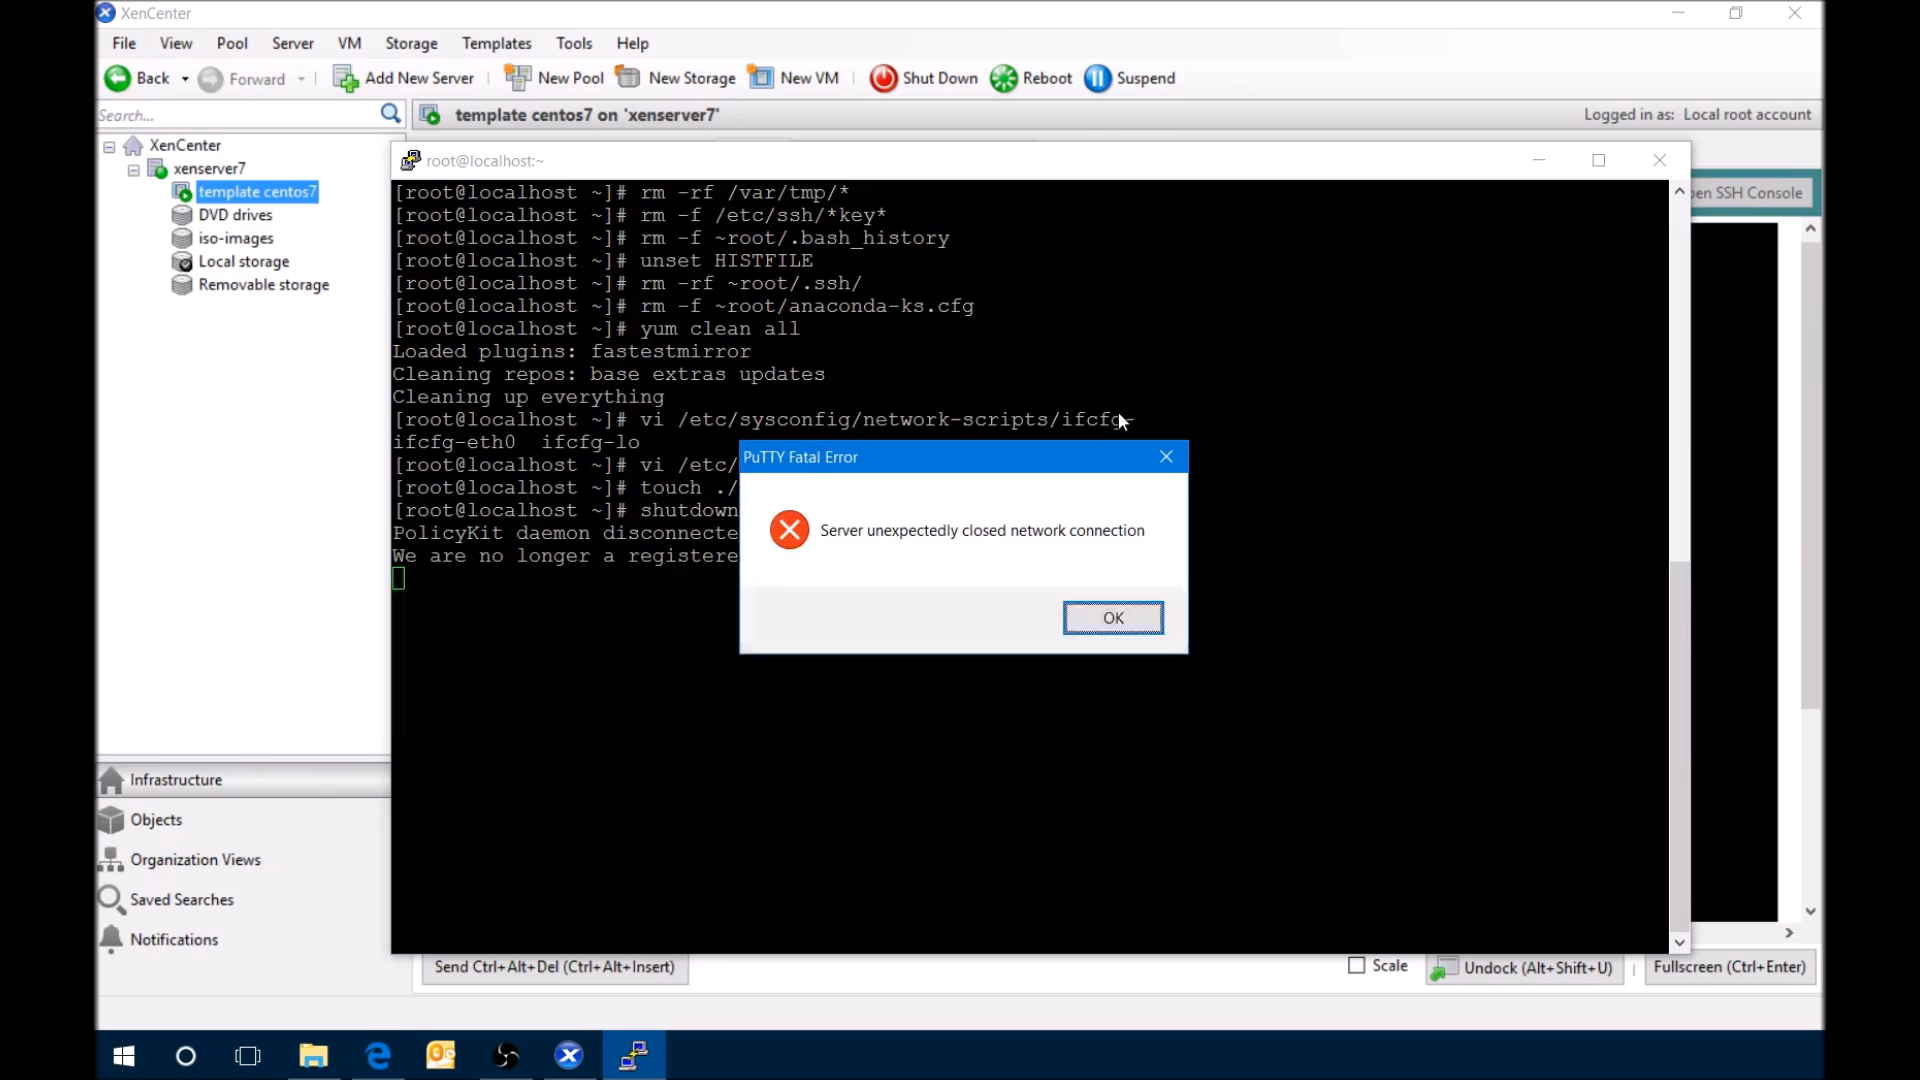 XenCenter
File View Pool Server VM Storage Templates Tools Help
Back Forward Add New Server New Pool New Storage New VM Shut Down Reboot Suspend
Search...
template centos7 on 'xenserver7'
Logged in as: Local root account
XenCenter
xenserver7
template centos7
DVD drives
iso-images
Local storage
Removable storage
root@localhost:~
pen SSH Console
[root@localhost ~]# rm -rf /var/tmp/*
[root@localhost ~]# rm -f /etc/ssh/*key*
[root@localhost ~]# rm -f ~root/.bash_history
[root@localhost ~]# unset HISTFILE
[root@localhost ~]# rm -rf ~root/.ssh/
[root@localhost ~]# rm -f ~root/anaconda-ks.cfg
[root@localhost ~]# yum clean all
Loaded plugins: fastestmirror
Cleaning repos: base extras updates
Cleaning up everything
[root@localhost ~]# vi /etc/sysconfig/network-scripts/ifcfg-
ifcfg-eth0 ifcfg-lo
[root@localhost ~]# vi /etc/
[root@localhost ~]# touch ./
[root@localhost ~]# shutdown
PolicyKit daemon disconnecte
We are no longer a registere
PuTTY Fatal Error
Server unexpectedly closed network connection
OK
Infrastructure
Objects
Organization Views
Saved Searches
Notifications
Send Ctrl+Alt+Del (Ctrl+Alt+Insert)
Scale
Undock (Alt+Shift+U)
Fullscreen (Ctrl+Enter)